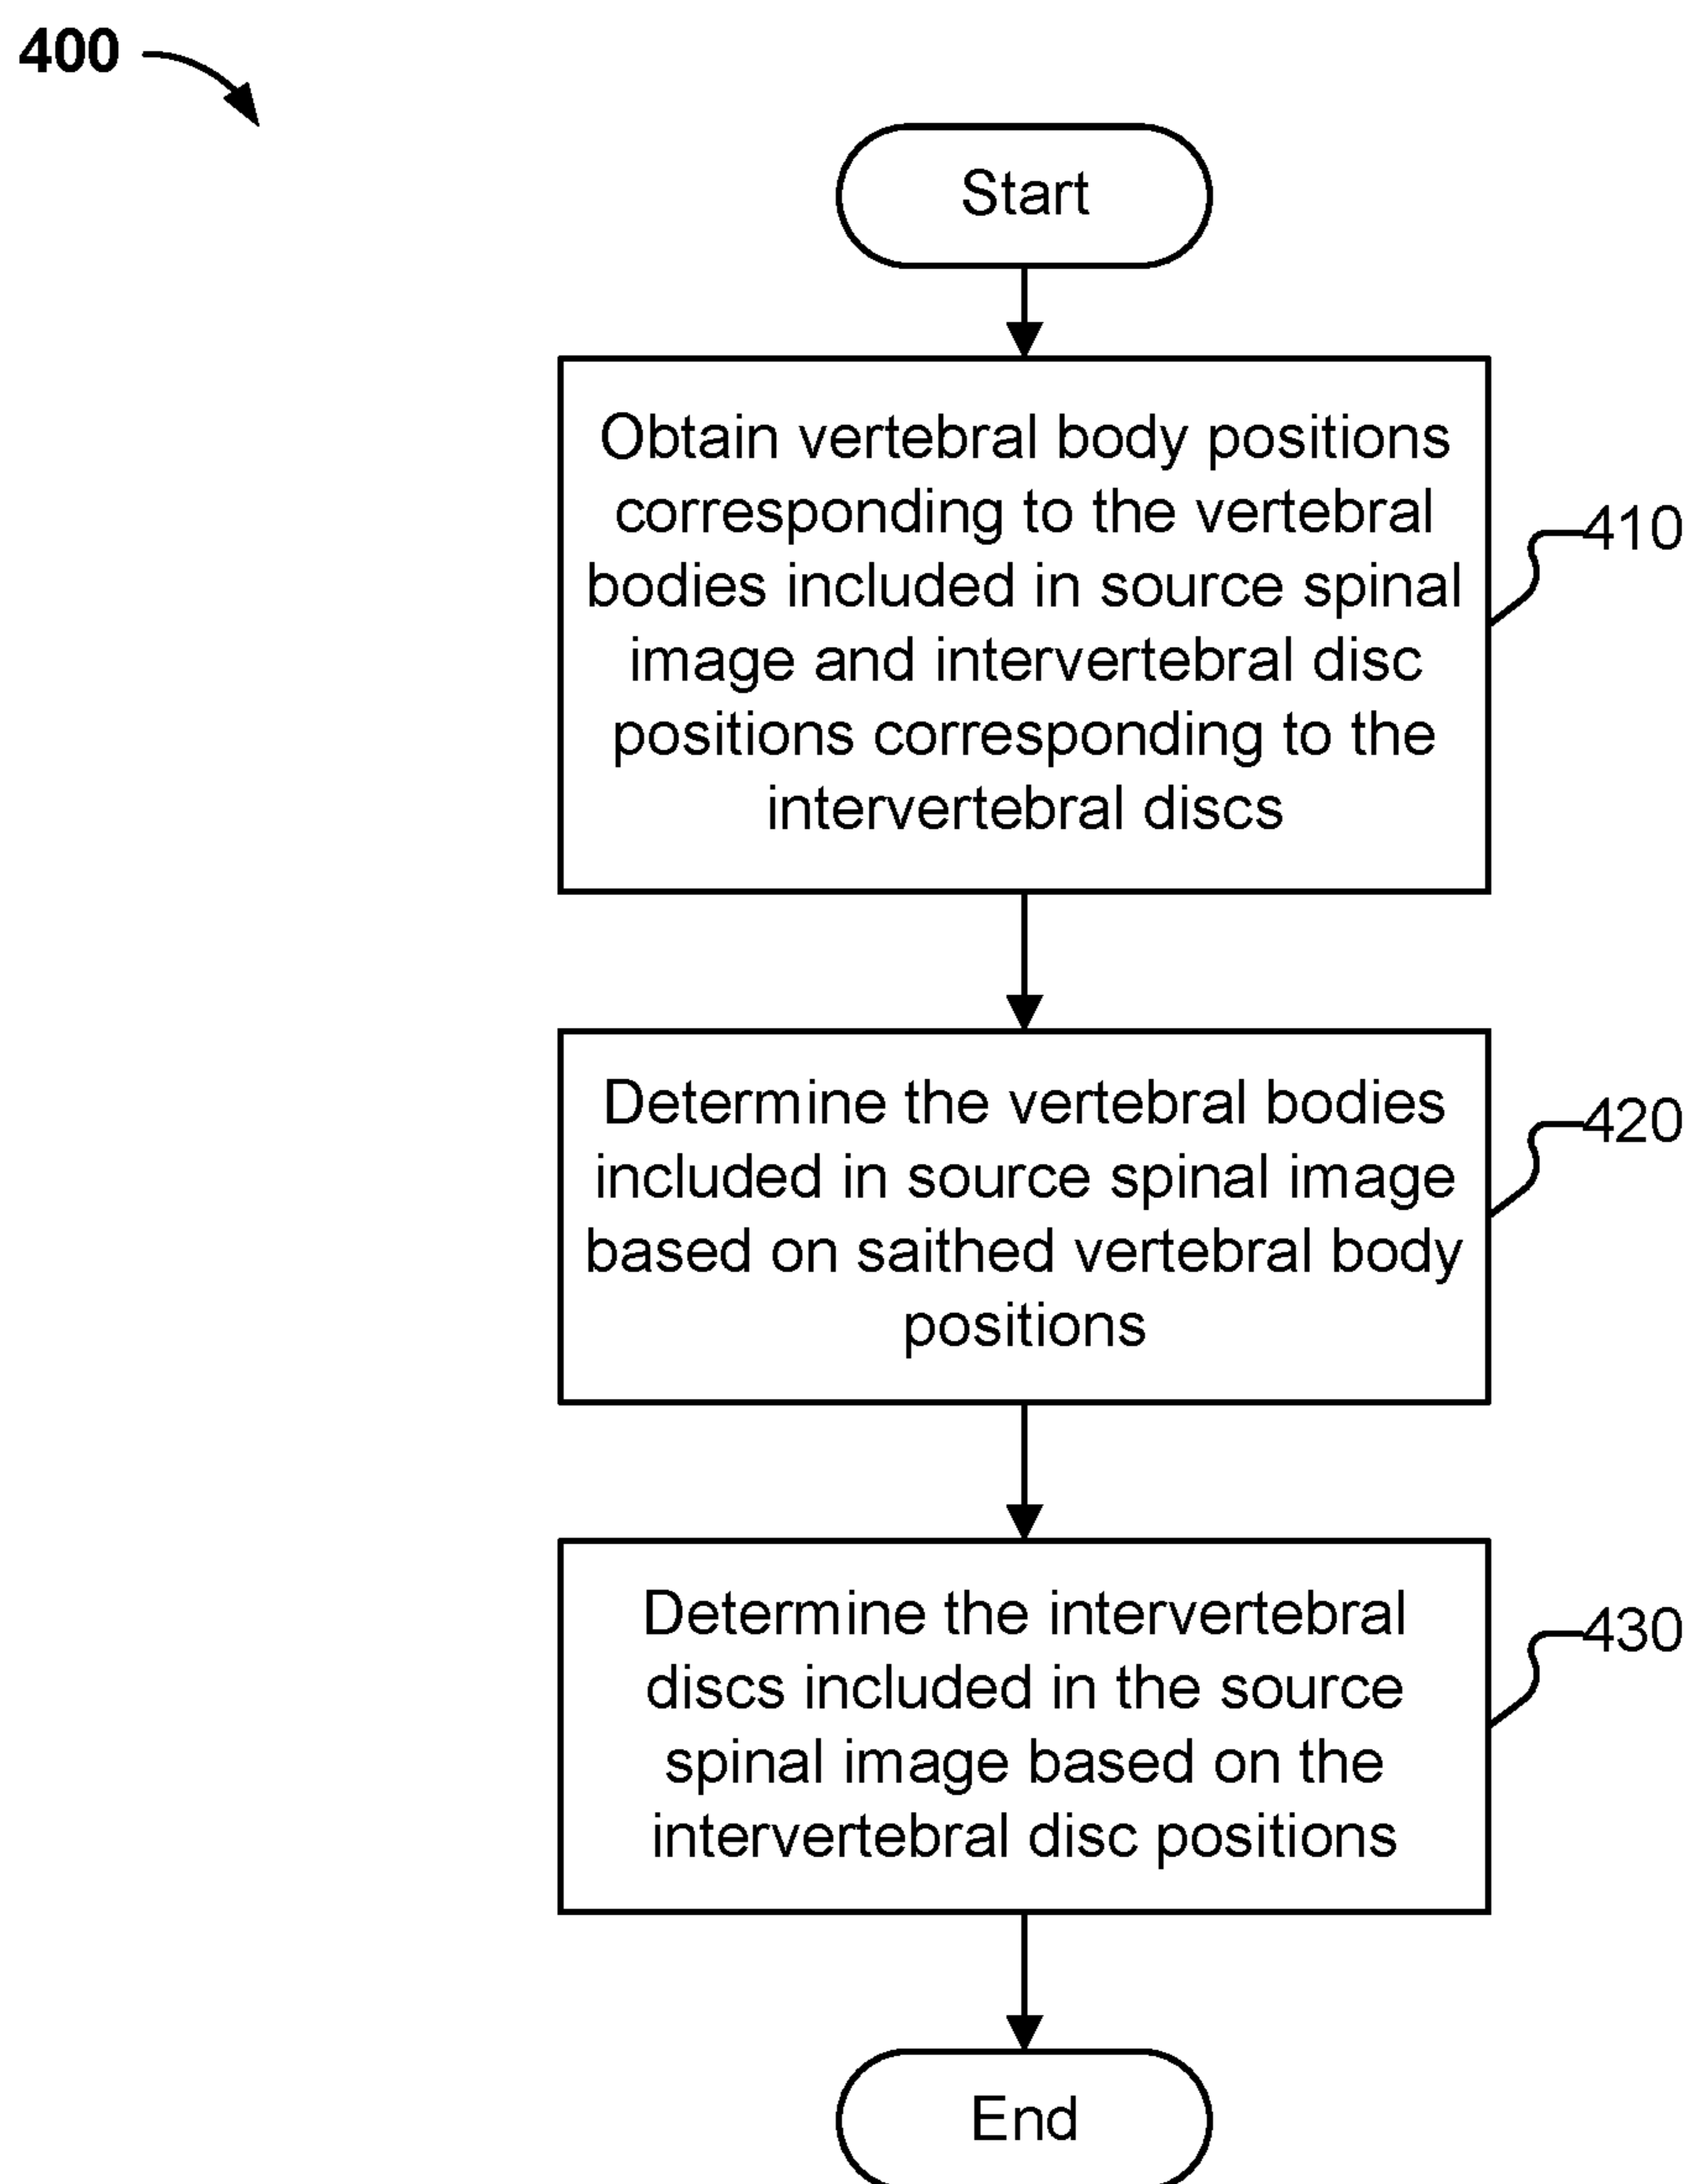 400
Start
Obtain vertebral body positions
corresponding to the vertebral
bodies included in source spinal
image and intervertebral disc
positions corresponding to the
intervertebral discs
410
Determine the vertebral bodies
included in source spinal image
based on saithed vertebral body
positions
420
Determine the intervertebral
discs included in the source
spinal image based on the
intervertebral disc positions
430
End